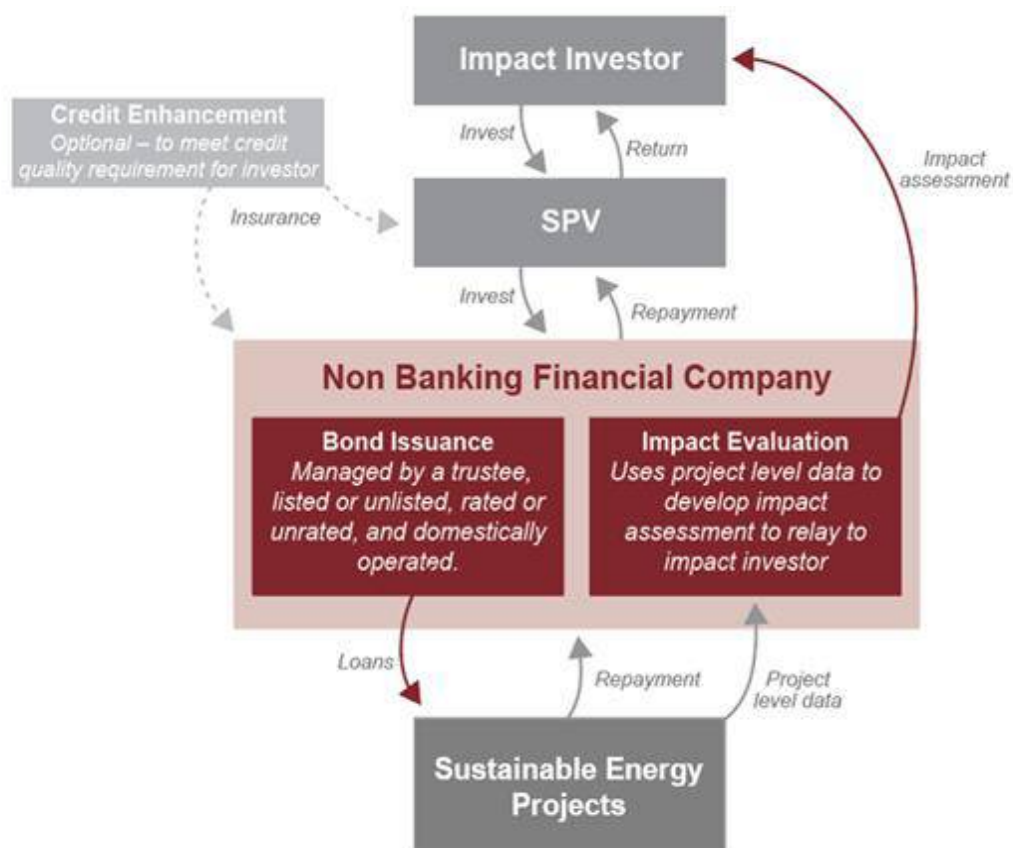 Impact Investor
Credit Enhancement
Optional – to meet credit
quality requirement for investor
Invest
Return
Impact
assessment
Insurance
SPV
Invest
Repayment
Non Banking Financial Company
Bond Issuance
Managed by a trustee,
listed or unlisted, rated or
unrated, and domestically
operated.
Impact Evaluation
Uses project level data to
develop impact
assessment to relay to
impact investor
Loans
Repayment
Project
level data
Sustainable Energy
Projects